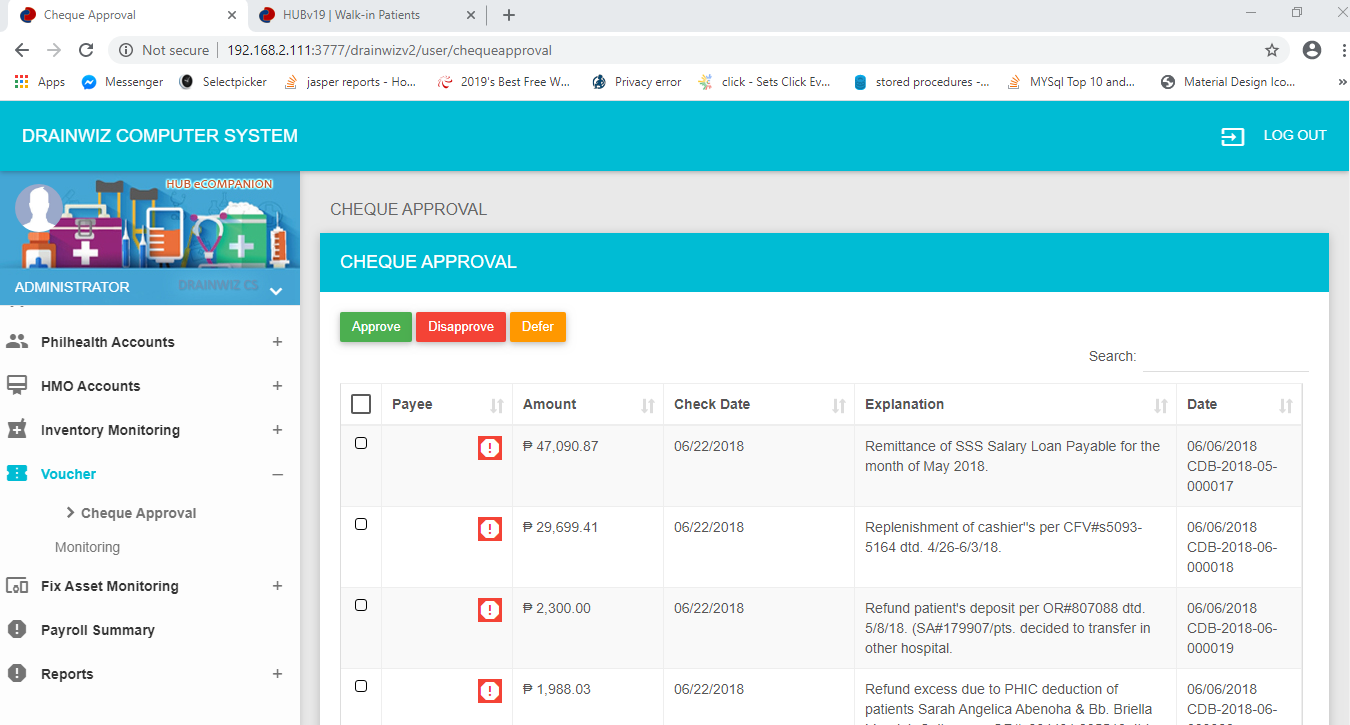 Cheque Approval
HUBv19 | Walk-in Patients
Not secure
192.168.2.111:3777/drainwizv2/user/chequeapproval
Apps
Messenger
Selectpicker
jasper reports - Ho...
2019's Best Free W...
Privacy error
click - Sets Click Ev...
stored procedures -...
MYSql Top 10 and...
Material Design Ico...
»
DRAINWIZ COMPUTER SYSTEM
LOG OUT
HUB eCOMPANION
ADMINISTRATOR
DRAINWIZ CS
Philhealth Accounts +
HMO Accounts +
Inventory Monitoring +
Voucher –
Cheque Approval
Monitoring
Fix Asset Monitoring +
Payroll Summary
Reports +
CHEQUE APPROVAL
CHEQUE APPROVAL
Approve Disapprove Defer
Search:
Payee Amount Check Date Explanation Date
₱ 47,090.87
06/22/2018
Remittance of SSS Salary Loan Payable for the
month of May 2018.
06/06/2018
CDB-2018-05-
000017
₱ 29,699.41
06/22/2018
Replenishment of cashier"s per CFV#s5093-
5164 dtd. 4/26-6/3/18.
06/06/2018
CDB-2018-06-
000018
₱ 2,300.00
06/22/2018
Refund patient's deposit per OR#807088 dtd.
5/8/18. (SA#179907/pts. decided to transfer in
other hospital.
06/06/2018
CDB-2018-06-
000019
₱ 1,988.03
06/22/2018
Refund excess due to PHIC deduction of
patients Sarah Angelica Abenoha & Bb. Briella
06/06/2018
CDB-2018-06-